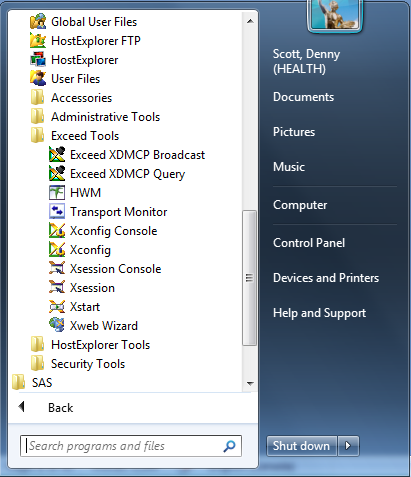 Global User Files
HostExplorer FTP
HostExplorer
User Files
Accessories
Administrative Tools
Exceed Tools
Exceed XDMCP Broadcast
Exceed XDMCP Query
HWM
Transport Monitor
Xconfig Console
Xconfig
Xsession Console
Xsession
Xstart
Xweb Wizard
HostExplorer Tools
Security Tools
SAS
Back
Search programs and files
Scott, Denny
(HEALTH)
Documents
Pictures
Music
Computer
Control Panel
Devices and Printers
Help and Support
Shut down